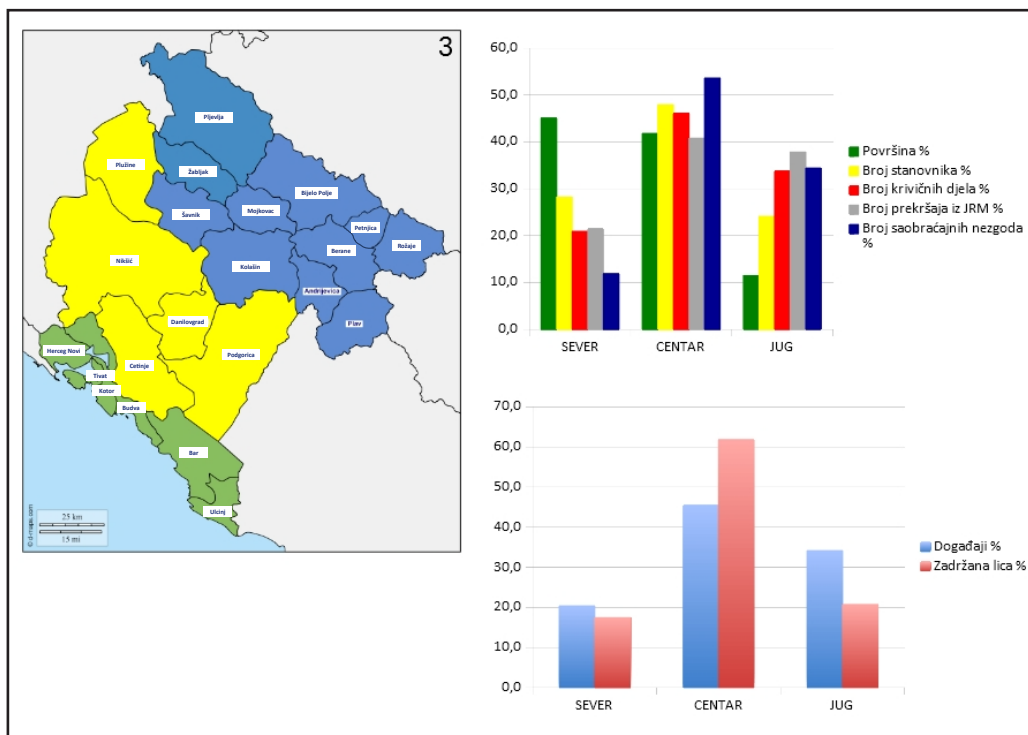 3
Pljevlja
Plužine
Žabljak
Bijelo Polje
Šavnik
Mojkovac
Petnjica
Rožaje
Berane
Nikšić
Kolašin
Andrijevica
Plav
Danilovgrad
Podgorica
Herceg Novi
Cetinje
Tivat
Kotor
Budva
Bar
Ulcinj
25 km
15 mi
© d-maps.com
60,0
50,0
40,0
30,0
20,0
10,0
0,0
SEVER
CENTAR
JUG
Površina %
Broj stanovnika %
Broj krivičnih djela %
Broj prekršaja iz JRM %
Broj saobraćajnih nezgoda
%
70,0
60,0
50,0
40,0
30,0
20,0
10,0
0,0
SEVER
CENTAR
JUG
Događaji %
Zadržana lica %